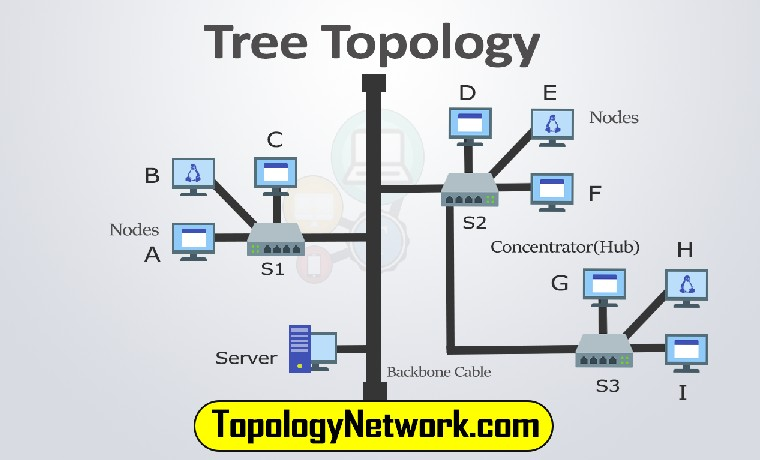 Tree Topology
D
E
Nodes
C
B
F
S2
Nodes
A
Concentrator(Hub)
H
S1
G
Server
Backbone Cable
S3
I
TopologyNetwork.com